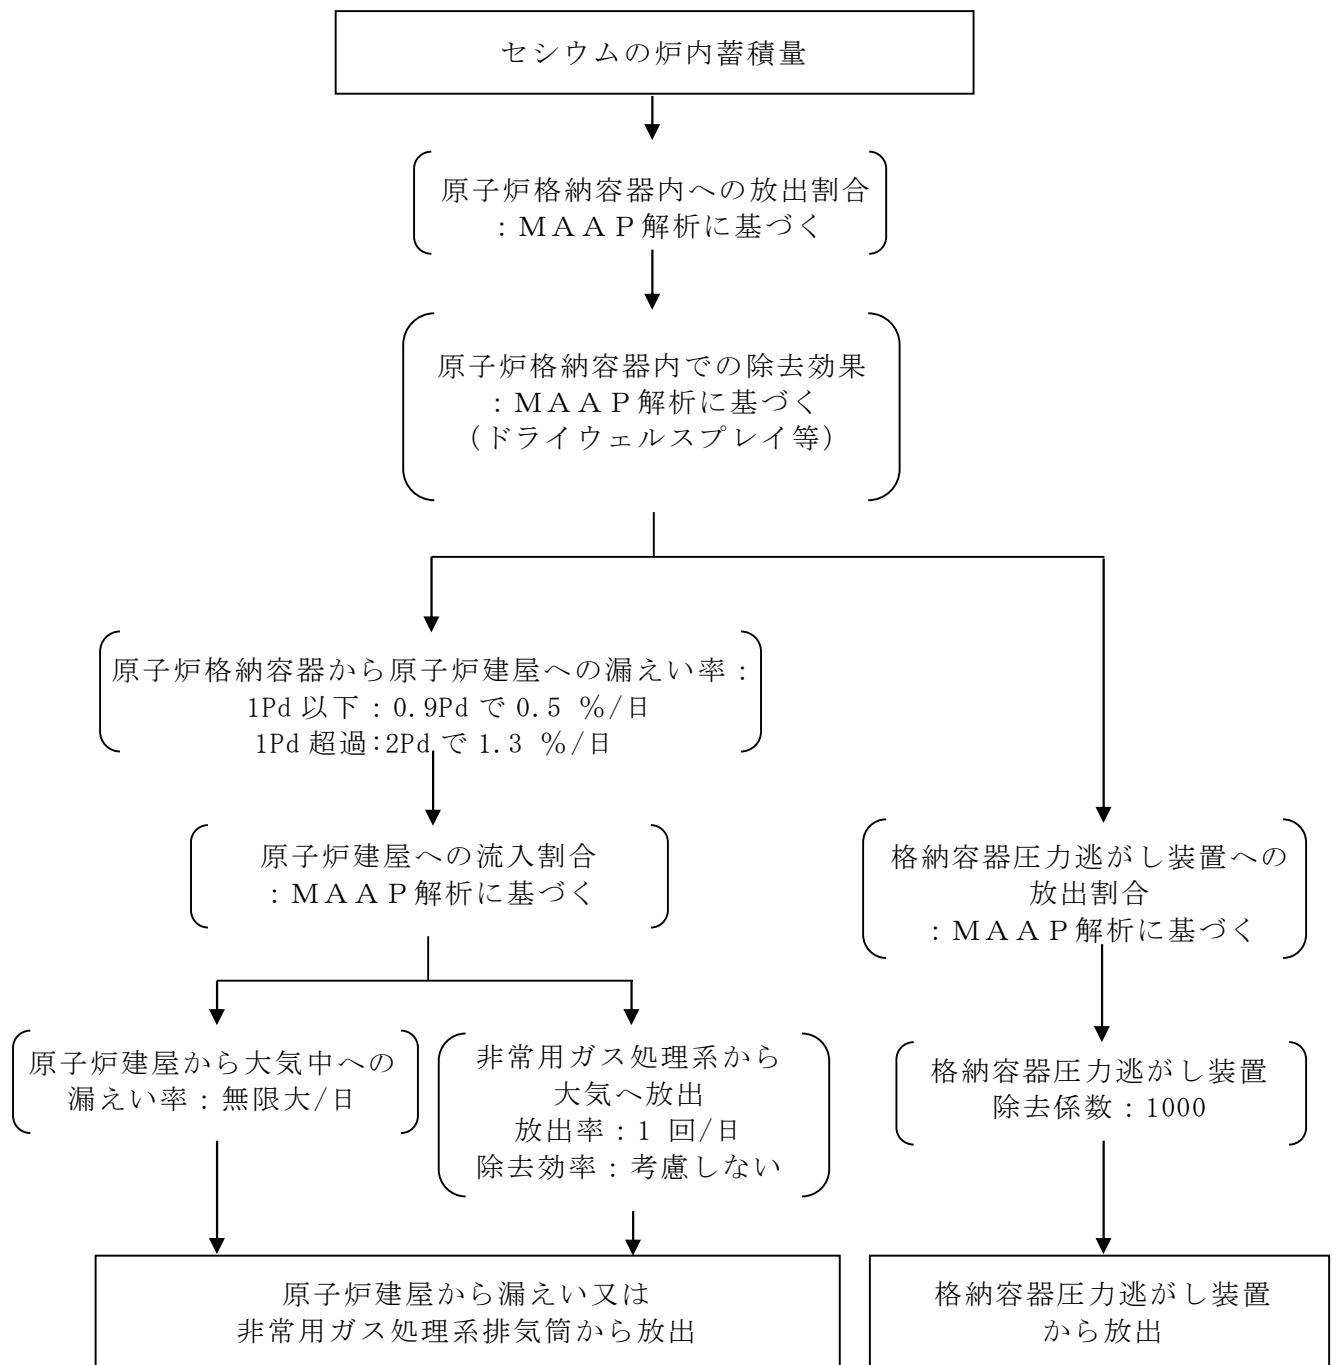 セシウムの炉内蓄積量
原子炉格納容器内への放出割合
：ＭＡＡＰ解析に基づく
原子炉格納容器内での除去効果
：ＭＡＡＰ解析に基づく
（ドライウェルスプレイ等）
原子炉格納容器から原子炉建屋への漏えい率：
1Pd 以下：0.9Pd で 0.5 %/日
1Pd 超過：2Pd で 1.3 %/日
原子炉建屋への流入割合
：ＭＡＡＰ解析に基づく
格納容器圧力逃がし装置への
放出割合
：ＭＡＡＰ解析に基づく
原子炉建屋から大気中への
漏えい率：無限大/日
非常用ガス処理系から
大気へ放出
放出率：1 回/日
除去効率：考慮しない
格納容器圧力逃がし装置
除去係数：1000
原子炉建屋から漏えい又は
非常用ガス処理系排気筒から放出
格納容器圧力逃がし装置
から放出